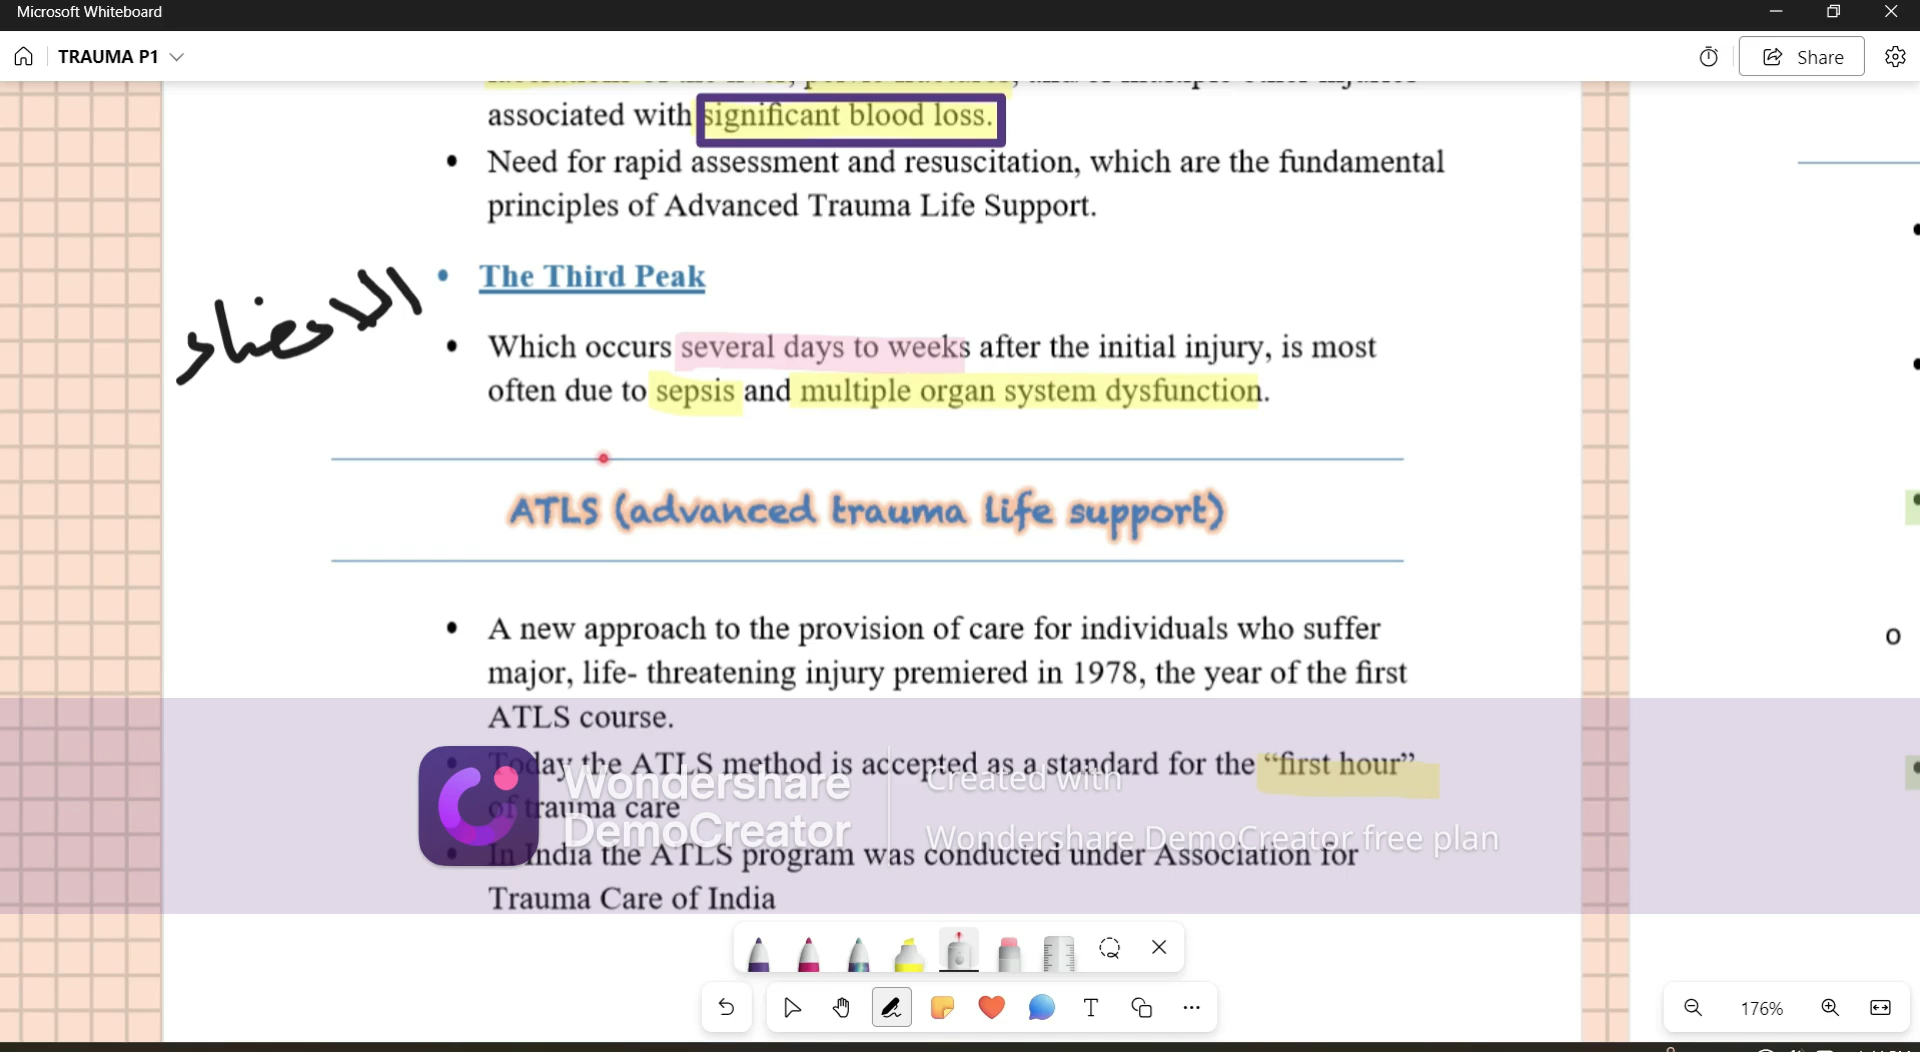 Microsoft Whiteboard
TRAUMA P1
Share
associated with significant blood loss.
• Need for rapid assessment and resuscitation, which are the fundamental
principles of Advanced Trauma Life Support.
• The Third Peak
• Which occurs several days to weeks after the initial injury, is most
often due to sepsis and multiple organ system dysfunction.
ATLS (advanced trauma life support)
• A new approach to the provision of care for individuals who suffer
major, life- threatening injury premiered in 1978, the year of the first
ATLS course.
• Today the ATLS method is accepted as a standard for the “first hour”
of trauma care
• In India the ATLS program was conducted under Association for
Trauma Care of India
Wondershare
DemoCreator
Created with
Wondershare DemoCreator free plan
176%